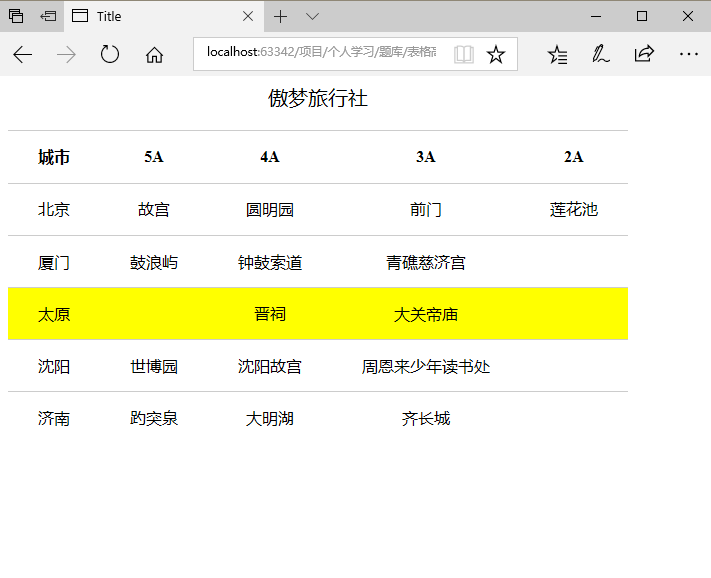 Title
localhost:63342/项目/个人学习/题库/表格
傲梦旅行社
城市 5A 4A 3A 2A
北京 故宫 圆明园 前门 莲花池
厦门 鼓浪屿 钟鼓索道 青礁慈济宫
太原 晋祠 大关帝庙
沈阳 世博园 沈阳故宫 周恩来少年读书处
济南 趵突泉 大明湖 齐长城